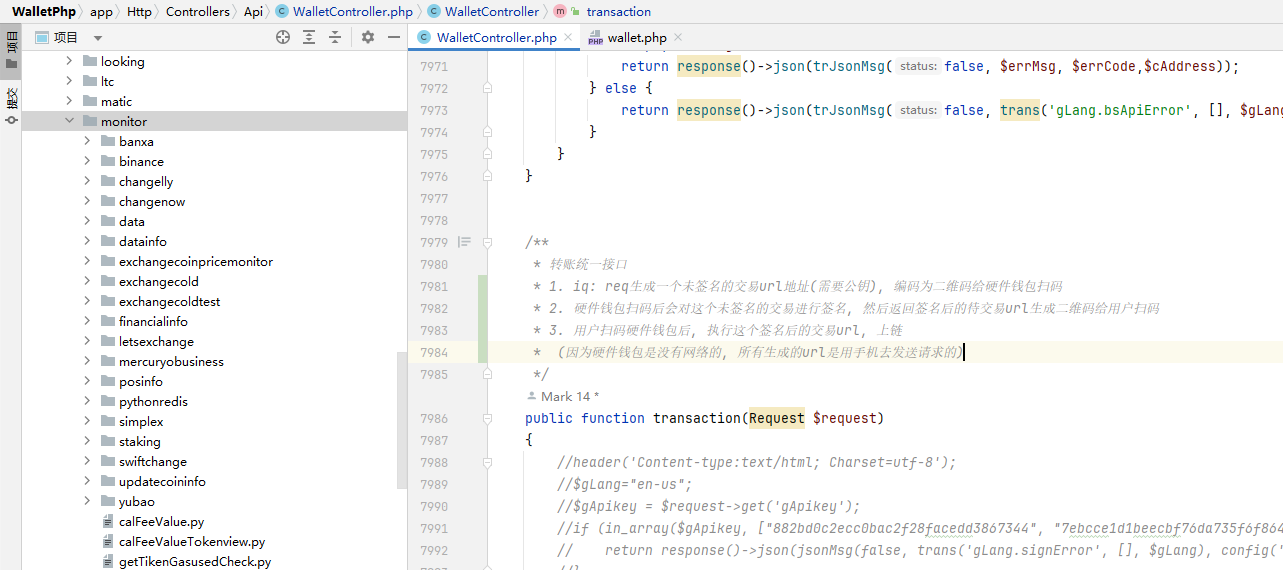 WalletPhp 〉 app 〉 Http 〉 Controllers 〉 Api 〉 WalletController.php 〉 WalletController 〉 transaction
项目
提交
项目
looking
ltc
matic
monitor
banxa
binance
changelly
changenow
data
datainfo
exchangecoinpricemonitor
exchangecold
exchangecoldtest
financialinfo
letsexchange
mercuryobusiness
posinfo
pythonredis
simplex
staking
swiftchange
updatecoininfo
yubao
calFeeValue.py
calFeeValueTokenview.py
getTikenGasusedCheck.py
WalletController.php
wallet.php
7971 return response()->json(trJsonMsg( status: false, $errMsg, $errCode,$cAddress));
7972 } else {
7973 return response()->json(trJsonMsg( status: false, trans('gLang.bsApiError', [], $gLang
7974 }
7975 }
7976 }
7977
7978
7979 /**
7980 * 转账统一接口
7981 * 1. iq: req生成一个未签名的交易url地址(需要公钥), 编码为二维码给硬件钱包扫码
7982 * 2. 硬件钱包扫码后会对这个未签名的交易进行签名, 然后返回签名后的待交易url生成二维码给用户扫码
7983 * 3. 用户扫码硬件钱包后, 执行这个签名后的交易url, 上链
7984 * (因为硬件钱包是没有网络的, 所有生成的url是用手机去发送请求的)
7985 */
Mark 14 *
7986 public function transaction(Request $request)
7987 {
7988 //header('Content-type:text/html; Charset=utf-8');
7989 //$gLang="en-us";
7990 //$gApikey = $request->get('gApikey');
7991 //if (in_array($gApikey, ["882bd0c2ecc0bac2f28facedd3867344", "7ebcce1d1beecbf76da735f6f864
7992 // return response()->json(jsonMsg(false, trans('gLang.signError', [], $gLang), config('